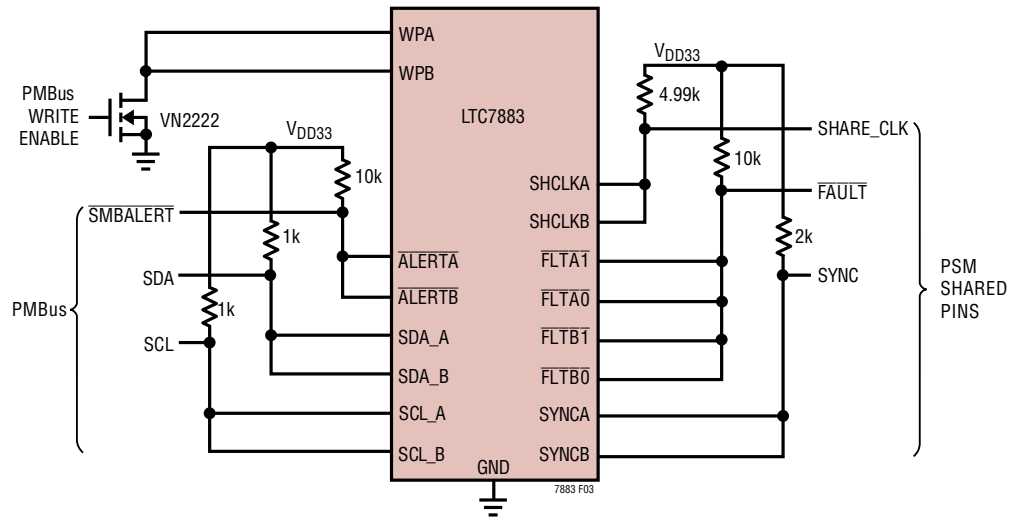 WPA
WPB
PMBus
WRITE
ENABLE
VN2222
LTC7883
VDD33
10k
SMBALERT
1k
SDA
1k
SCL
PMBus
ALERTA
ALERTB
SDA_A
SDA_B
SCL_A
SCL_B
GND
VDD33
4.99k
SHARE_CLK
10k
SHCLKA
SHCLKB
FAULT
2k
FLTA1
FLTA0
FLTB1
FLTB0
SYNC
SYNCA
SYNCB
PSM
SHARED
PINS
7883 F03